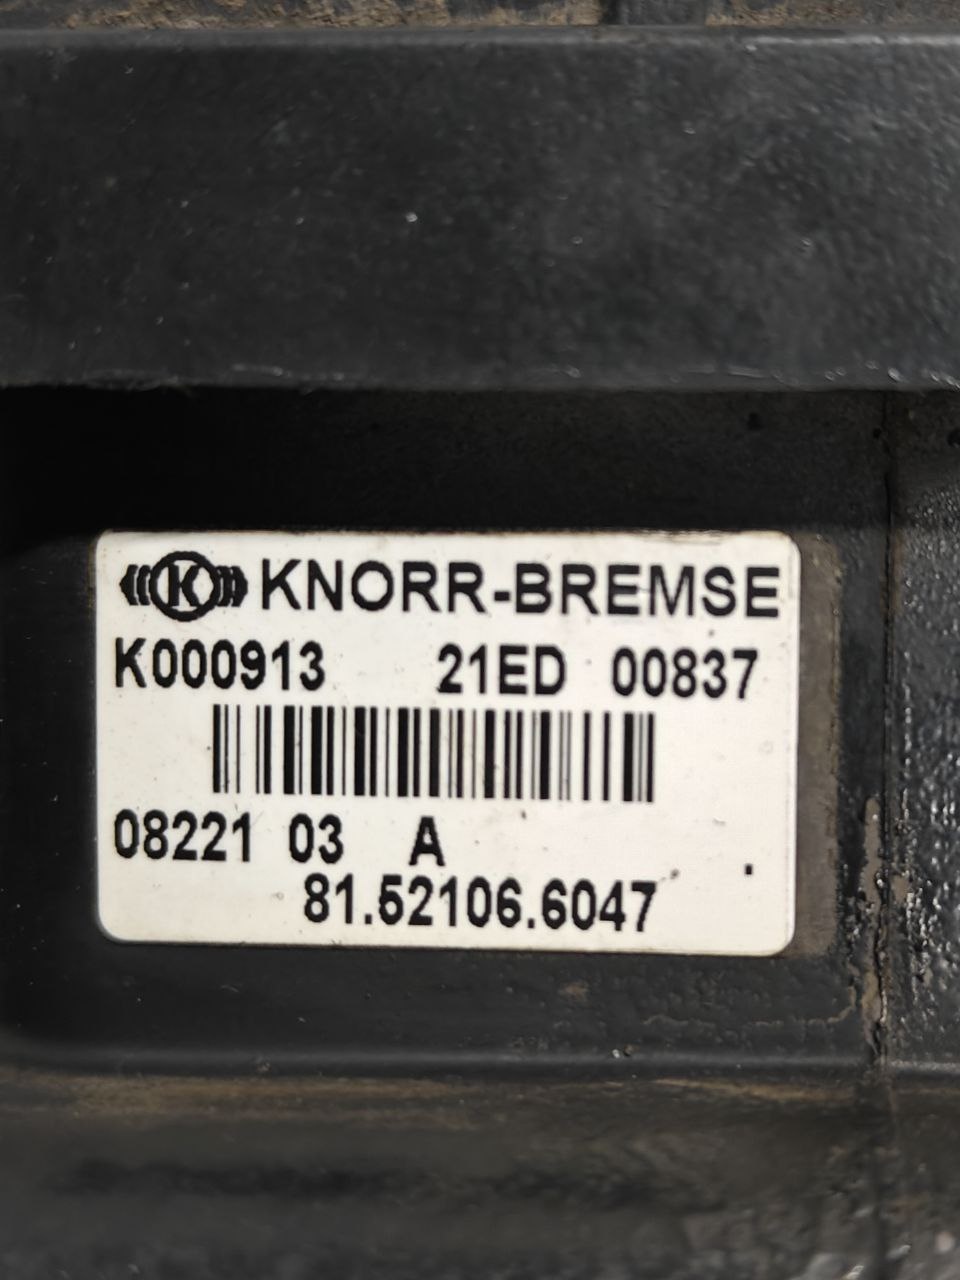 K KNORR-BREMSE
K000913 21ED 00837
08221 03 A
81.52106.6047